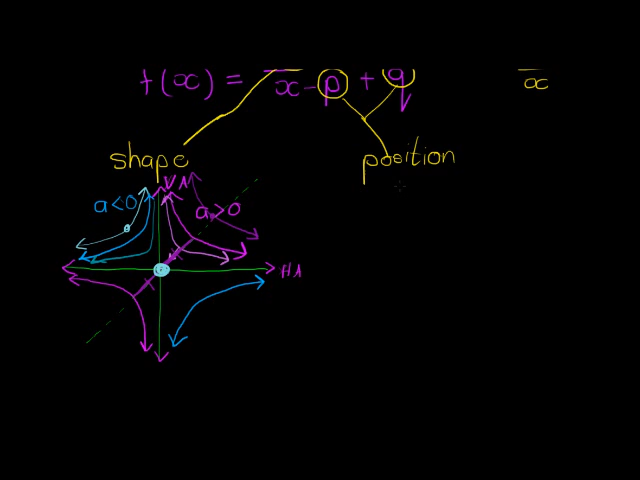 f(x) = x - p + q
x
shape
position
VA
a<0
a>0
HA